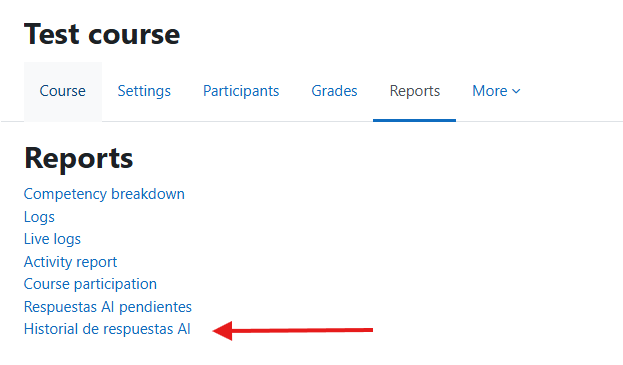 Test course
Course Settings Participants Grades Reports More
Reports
Competency breakdown
Logs
Live logs
Activity report
Course participation
Respuestas AI pendientes
Historial de respuestas AI